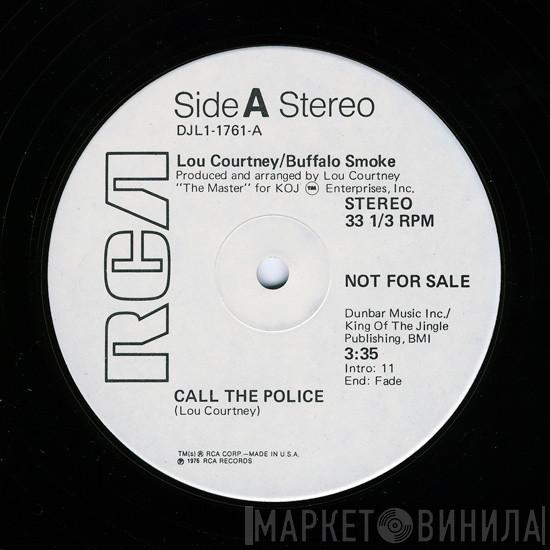 Side A Stereo
DJL1-1761-A
Lou Courtney/Buffalo Smoke
Produced and arranged by Lou Courtney
"The Master" for KOJ ™ Enterprises, Inc.
STEREO
33 1/3 RPM
RCA
NOT FOR SALE
Dunbar Music Inc./
King Of The Jingle
Publishing, BMI
3:35
Intro: 11
End: Fade
CALL THE POLICE
(Lou Courtney)
TM(s) ® RCA CORP.—MADE IN U.S.A.
℗ 1976 RCA RECORDS
МАРКЕТ ВИНИЛА